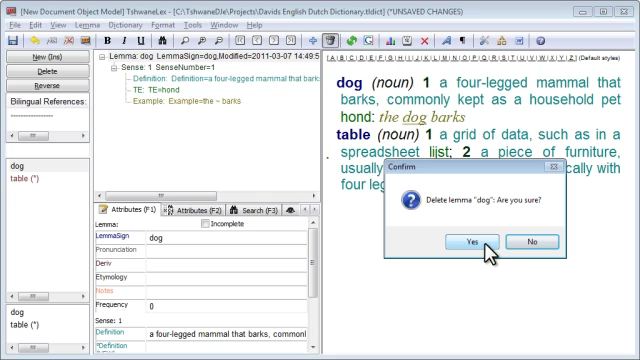 [New Document Object Model] TshwaneLex - [C:\TshwaneDJe\Projects\Davids English Dutch Dictionary.tldict] (*UNSAVED CHANGES)
File Edit View Lemma Dictionary Format Tools Window Help
B I U
New (Ins)
Delete
Reverse
Bilingual References:
dog
table (*)
dog
table (*)
Lemma: dog LemmaSign=dog,Modified=2011-03-07 14:49:5
Sense: 1 SenseNumber=1
Definition: Definition=a four-legged mammal that bark
TE: TE=hond
Example: Example=the ~ barks
Attributes (F1) Attributes (F2) Search (F3)
Lemma: Incomplete
LemmaSign dog
Pronunciation
Deriv
Etymology
Notes
Frequency 0
Sense: 1
Definition a four-legged mammal that barks, commonl
*Definition
A|B|C|D|E|F|G|H|I|J|K|L|M|N|O|P|Q|R|S|T|U|V|W|X|Y|Z (Default styles)
dog (noun) 1 a four-legged mammal that
barks, commonly kept as a household pet
hond: the dog barks
table (noun) 1 a grid of data, such as in a
spreadsheet lijst; 2 a piece of furniture,
usually
cally with
four leg
Confirm
Delete lemma "dog": Are you sure?
Yes No